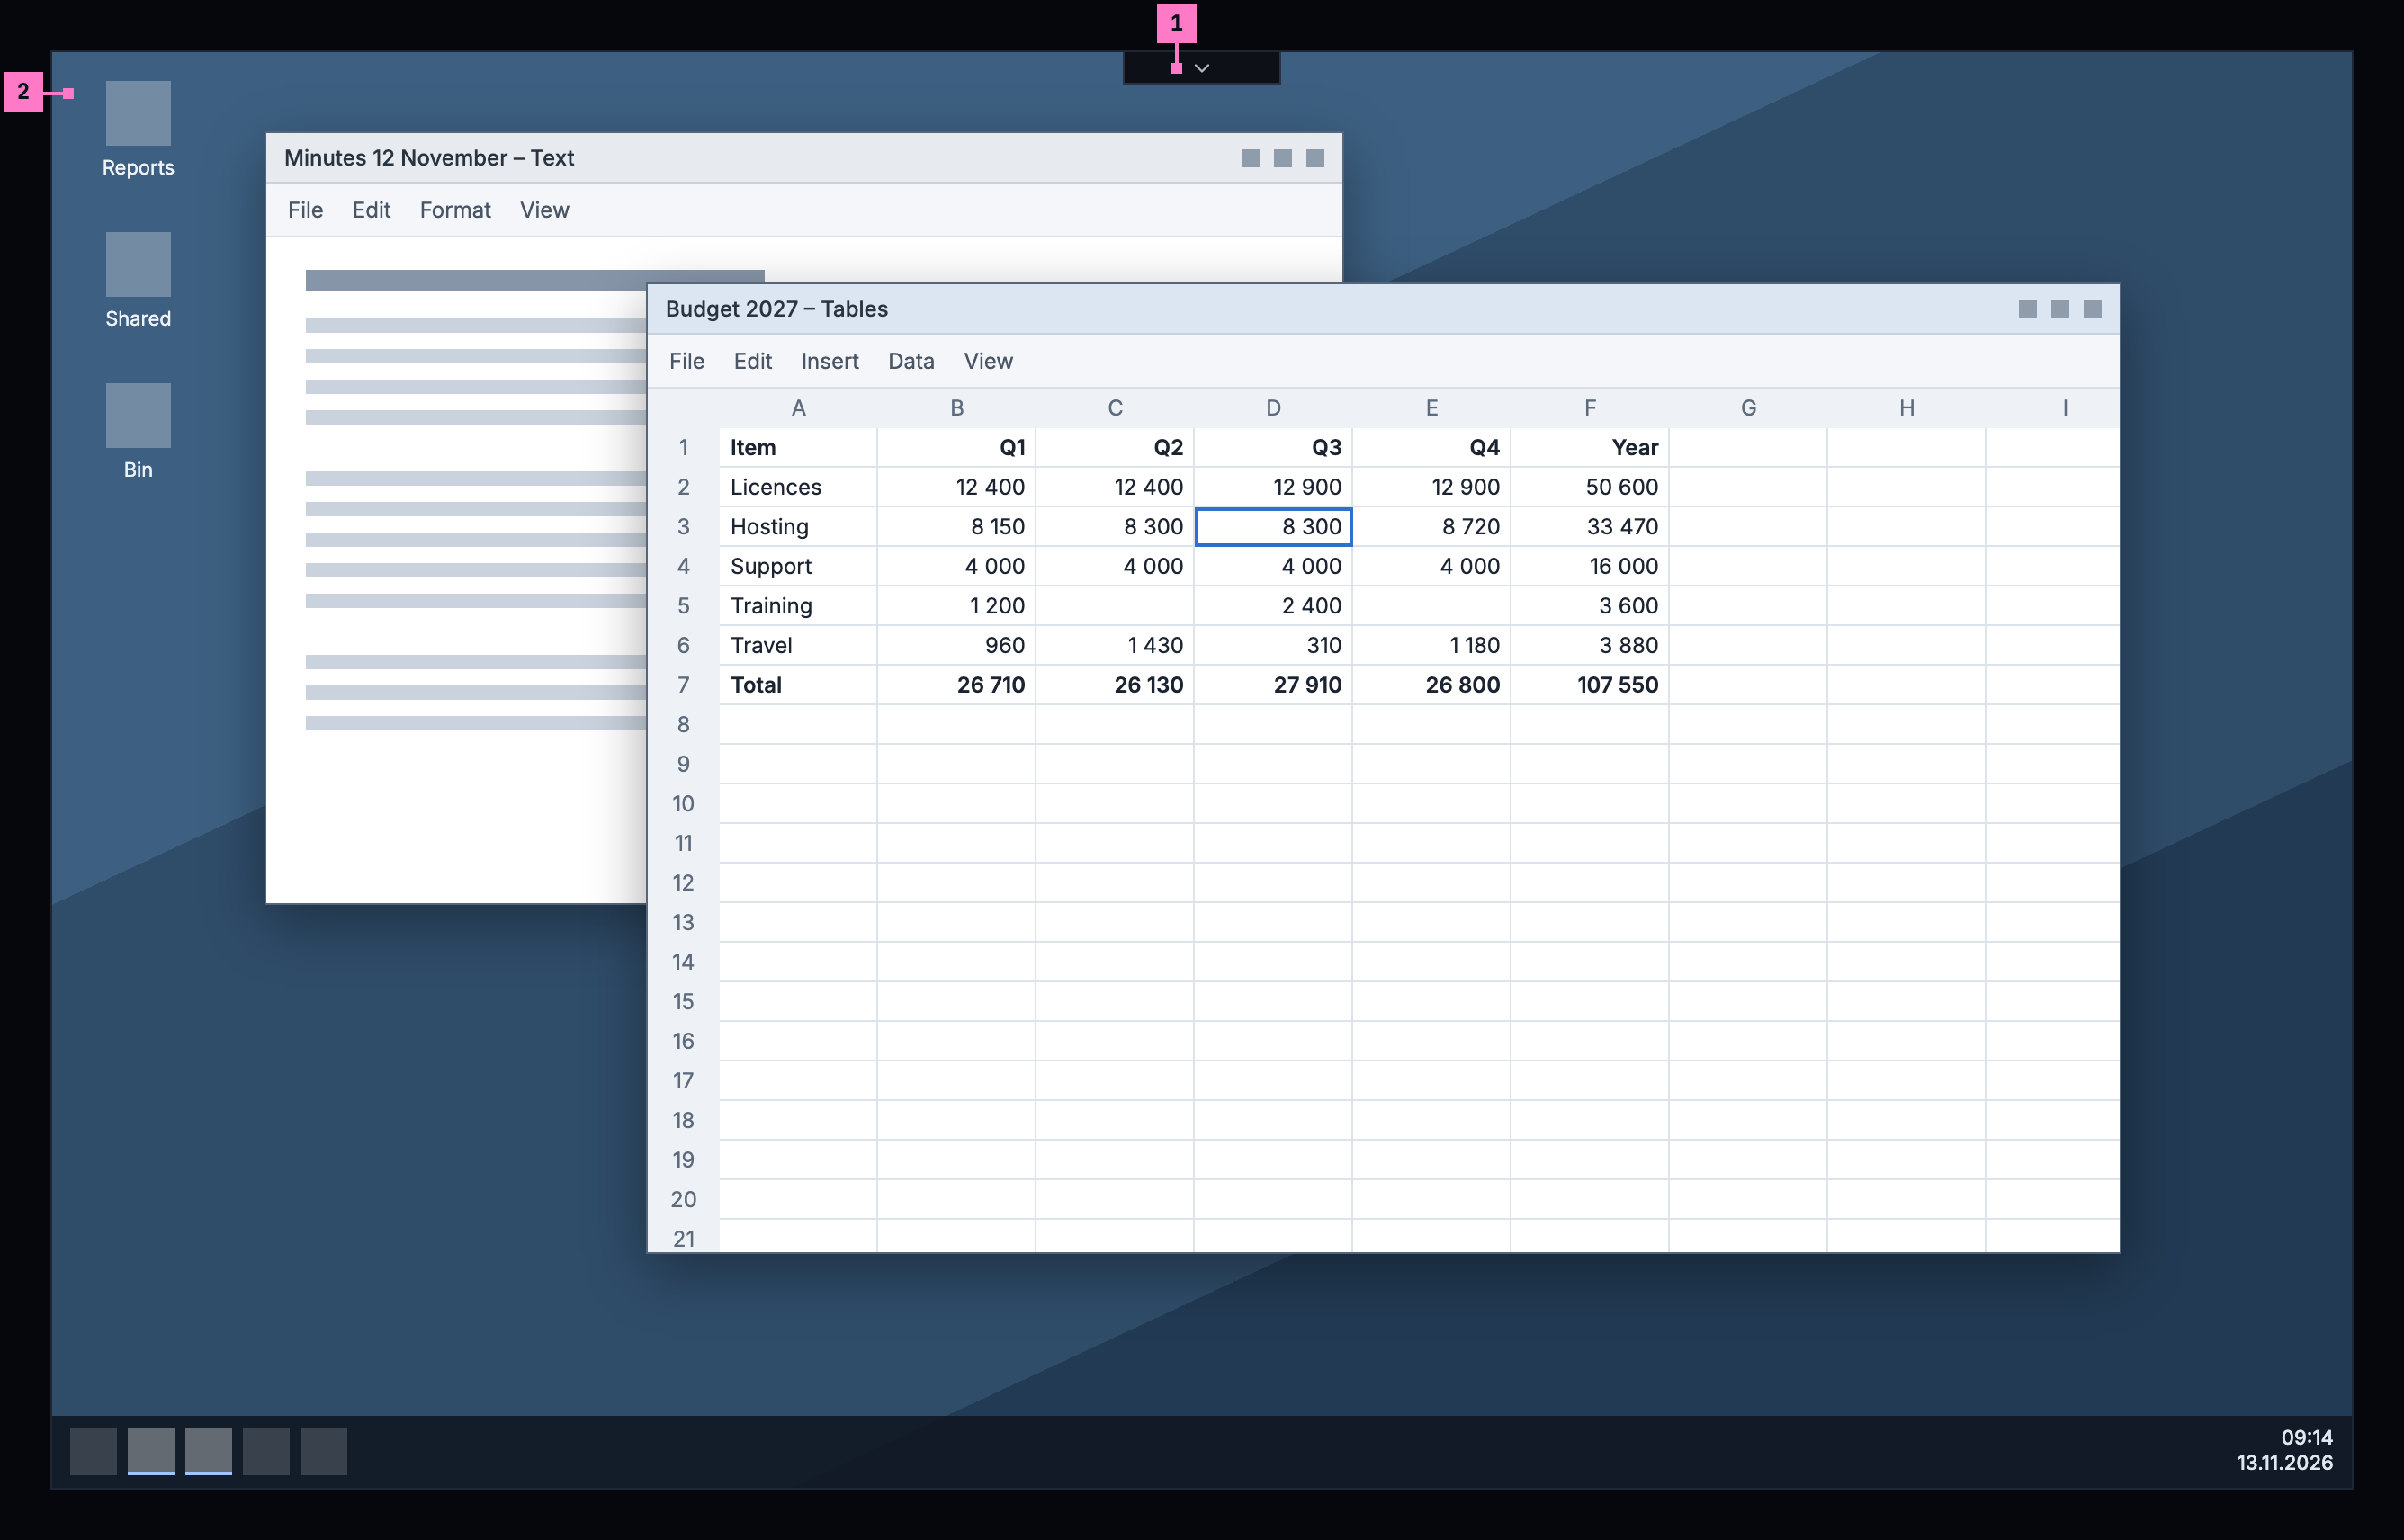 1
2
Reports
Shared
Bin
Minutes 12 November – Text
File Edit Format View
Budget 2027 – Tables
File Edit Insert Data View
A B C D E F G H I
1 Item Q1 Q2 Q3 Q4 Year
2 Licences 12 400 12 400 12 900 12 900 50 600
3 Hosting 8 150 8 300 8 300 8 720 33 470
4 Support 4 000 4 000 4 000 4 000 16 000
5 Training 1 200 2 400 3 600
6 Travel 960 1 430 310 1 180 3 880
7 Total 26 710 26 130 27 910 26 800 107 550
8
9
10
11
12
13
14
15
16
17
18
19
20
21
09:14
13.11.2026